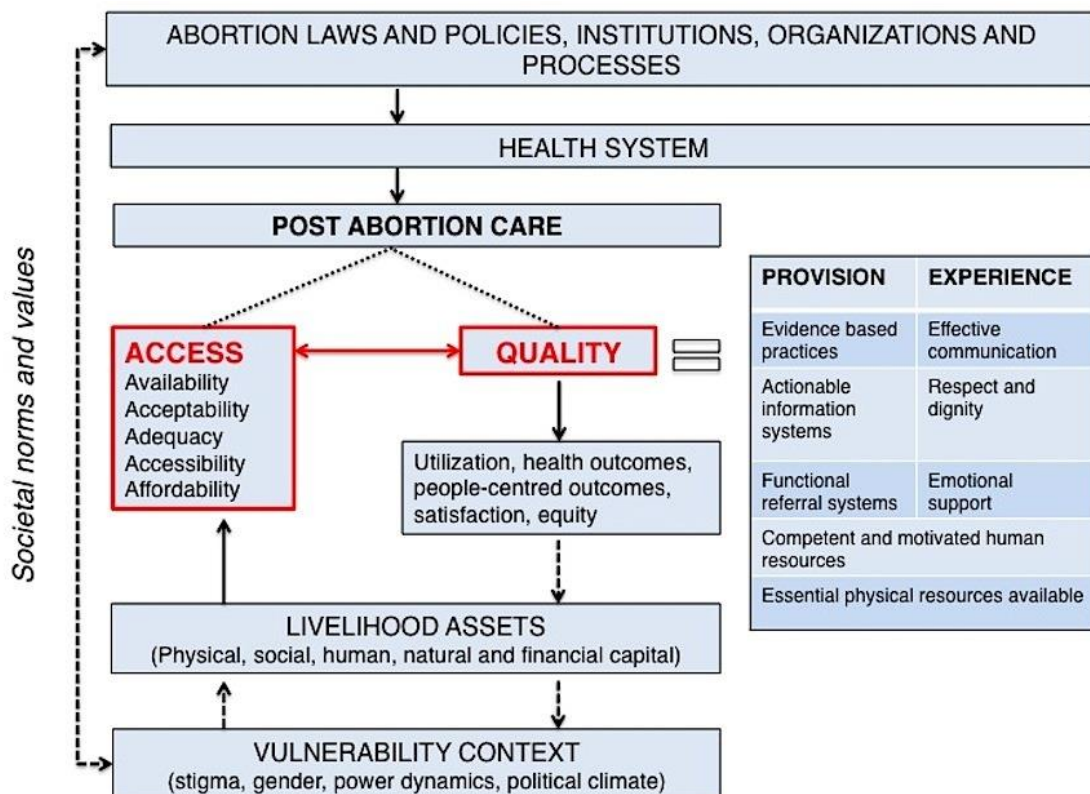 ABORTION LAWS AND POLICIES, INSTITUTIONS, ORGANIZATIONS AND
PROCESSES
HEALTH SYSTEM
POST ABORTION CARE
Societal norms and values
ACCESS
Availability
Acceptability
Adequacy
Accessibility
Affordability
QUALITY
Utilization, health outcomes,
people-centred outcomes,
satisfaction, equity
LIVELIHOOD ASSETS
(Physical, social, human, natural and financial capital)
VULNERABILITY CONTEXT
(stigma, gender, power dynamics, political climate)
PROVISION
EXPERIENCE
Evidence based
practices
Effective
communication
Actionable
information
systems
Respect and
dignity
Functional
referral systems
Emotional
support
Competent and motivated human
resources
Essential physical resources available